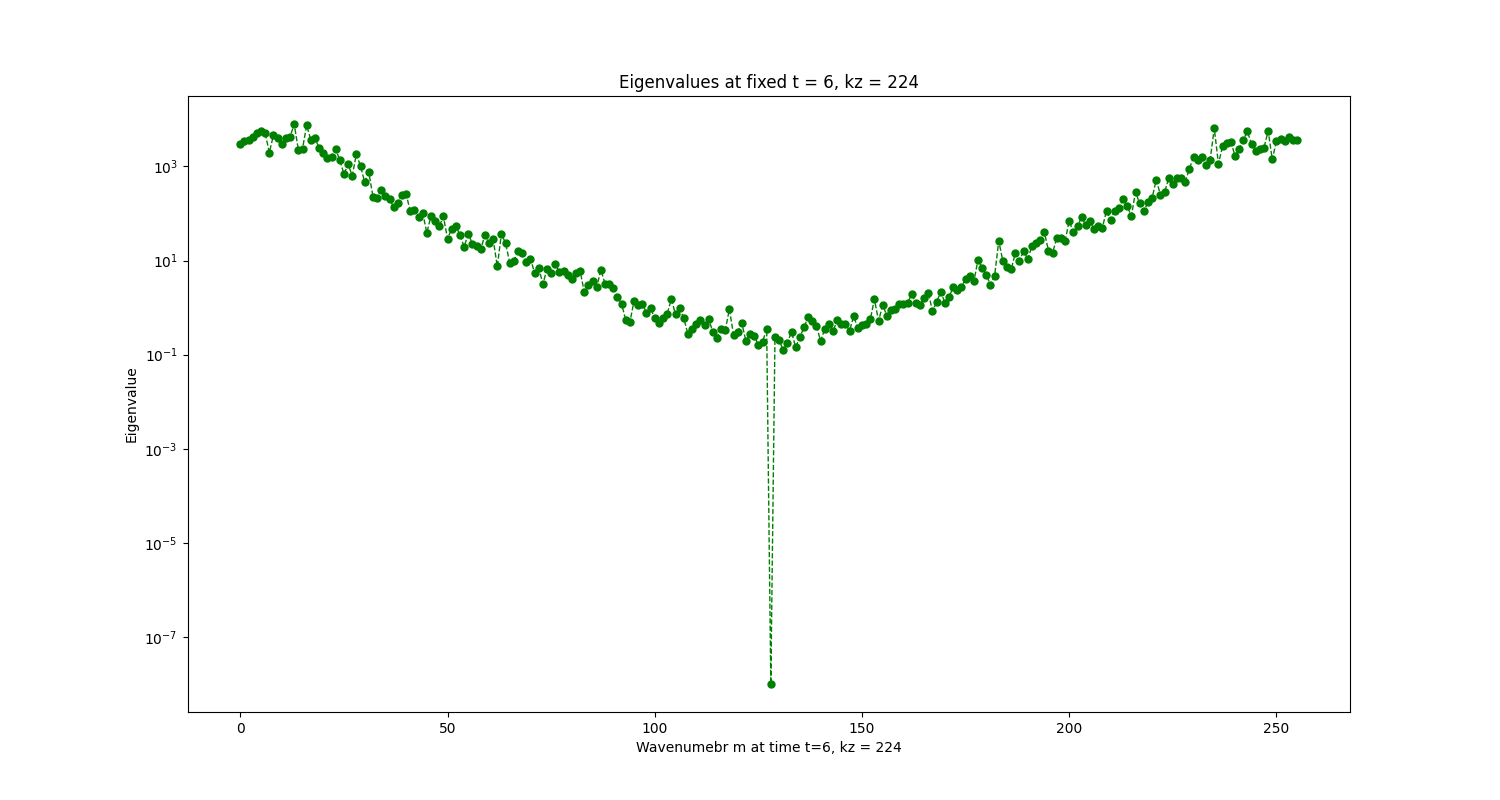 Eigenvalues at fixed t = 6, kz = 224
Eigenvalue
10³
10¹
10⁻¹
10⁻³
10⁻⁵
10⁻⁷
0 50 100 150 200 250
Wavenumebr m at time t=6, kz = 224